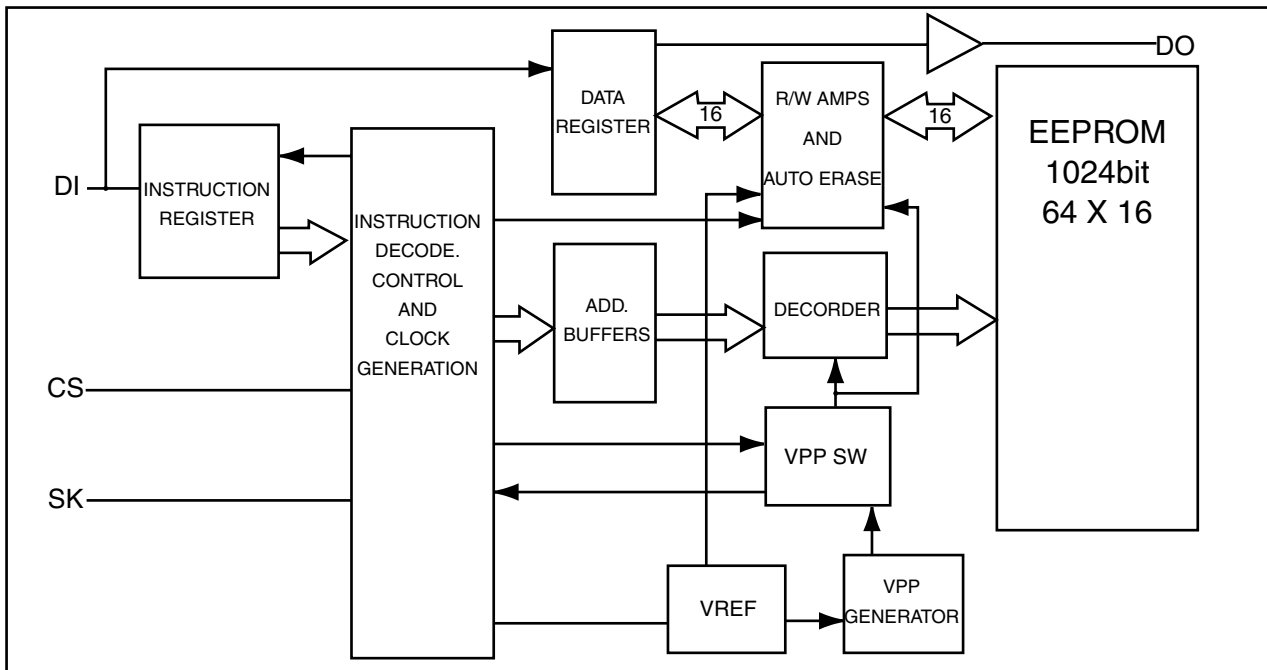 DO
DATA
REGISTER
16
R/W AMPS
AND
AUTO ERASE
16
EEPROM
1024bit
64 X 16
DI
INSTRUCTION
REGISTER
INSTRUCTION
DECODE.
CONTROL
AND
CLOCK
GENERATION
ADD.
BUFFERS
DECORDER
CS
SK
VPP SW
VREF
VPP
GENERATOR